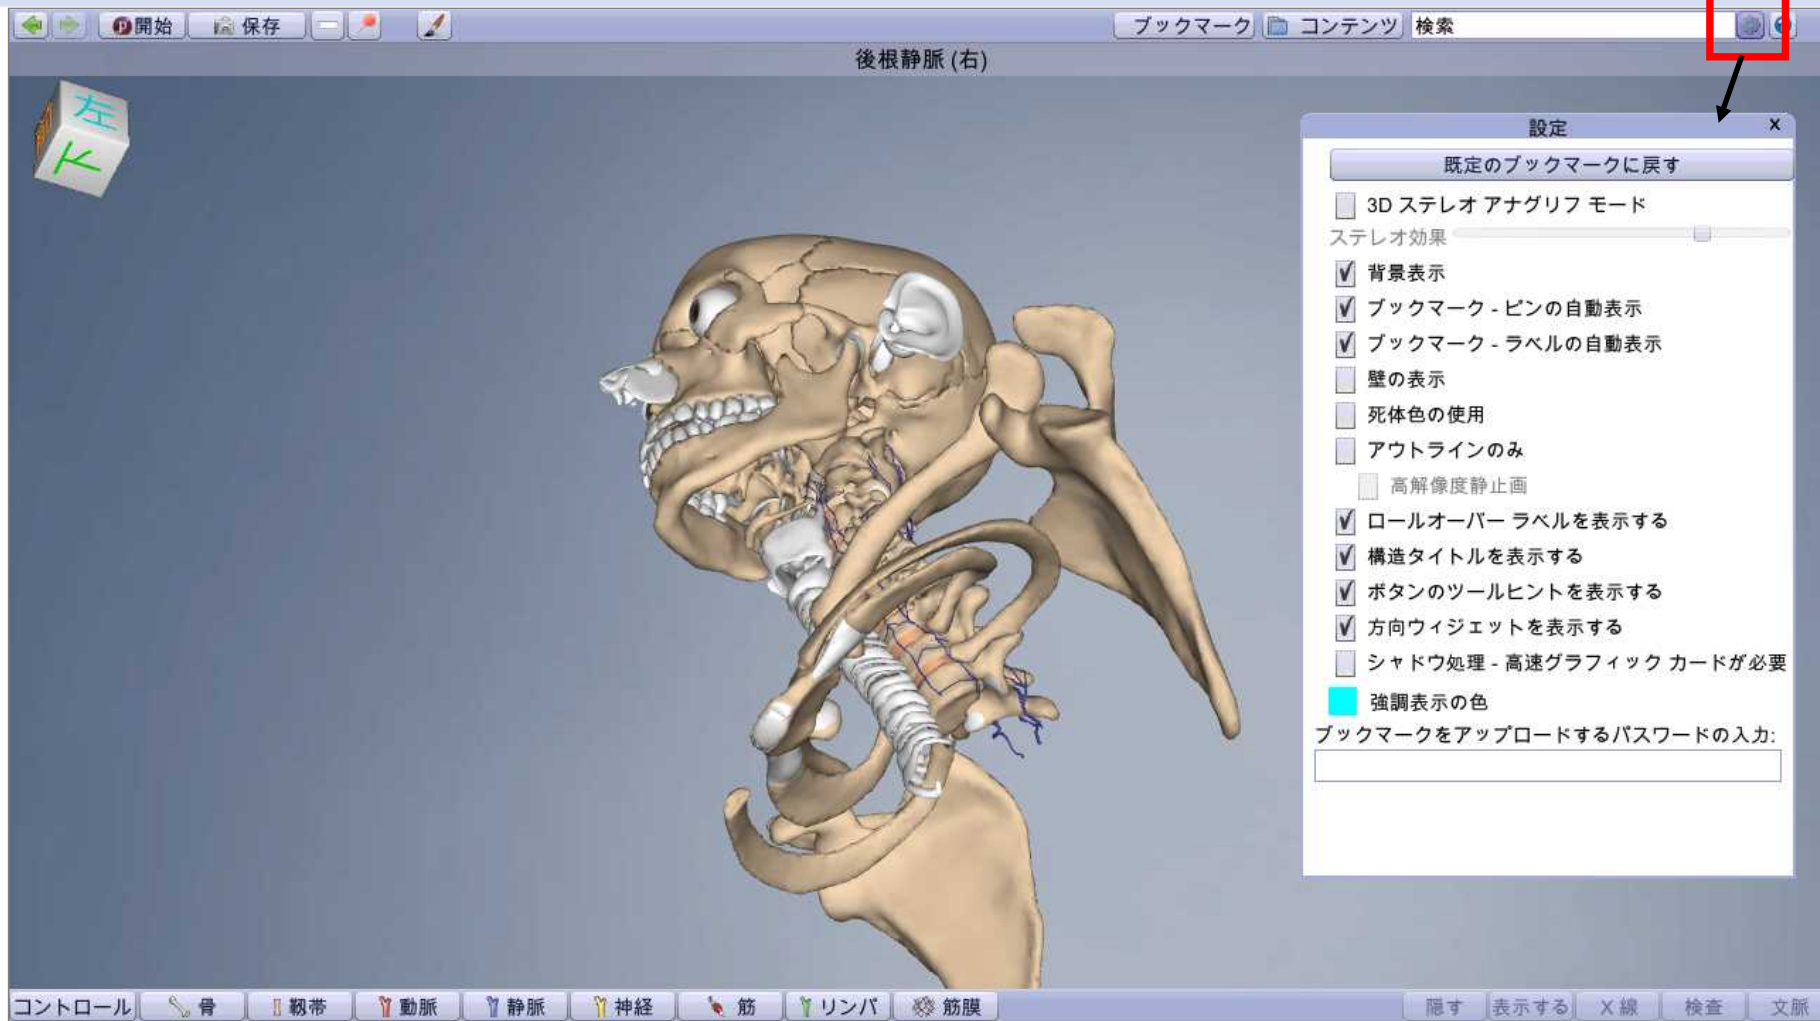 開始 保存 ブックマーク コンテンツ 検索
後根静脈 (右)
左
下
設定 x
既定のブックマークに戻す
3D ステレオ アナグリフ モード
ステレオ効果
背景表示
ブックマーク - ピンの自動表示
ブックマーク - ラベルの自動表示
壁の表示
死体色の使用
アウトラインのみ
高解像度静止画
ロールオーバー ラベルを表示する
構造タイトルを表示する
ボタンのツールヒントを表示する
方向ウィジェットを表示する
シャドウ処理 - 高速グラフィック カードが必要
強調表示の色
ブックマークをアップロードするパスワードの入力:
コントロール 骨 靱帯 動脈 静脈 神経 筋 リンパ 筋膜 隠す 表示する X 線 検査 文脈